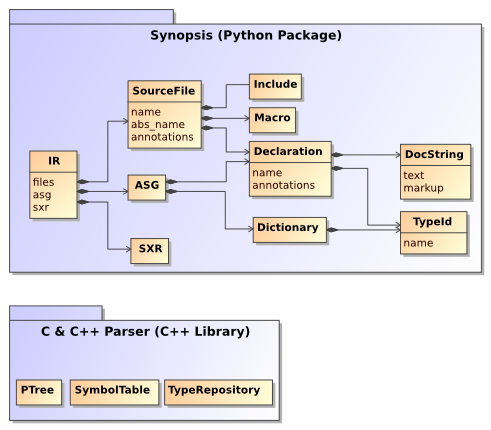 Synopsis (Python Package)
SourceFile
name
abs_name
annotations
Include
Macro
IR
files
asg
sxr
ASG
SXR
Declaration
name
annotations
Dictionary
DocString
text
markup
TypeId
name
C & C++ Parser (C++ Library)
PTree
SymbolTable
TypeRepository